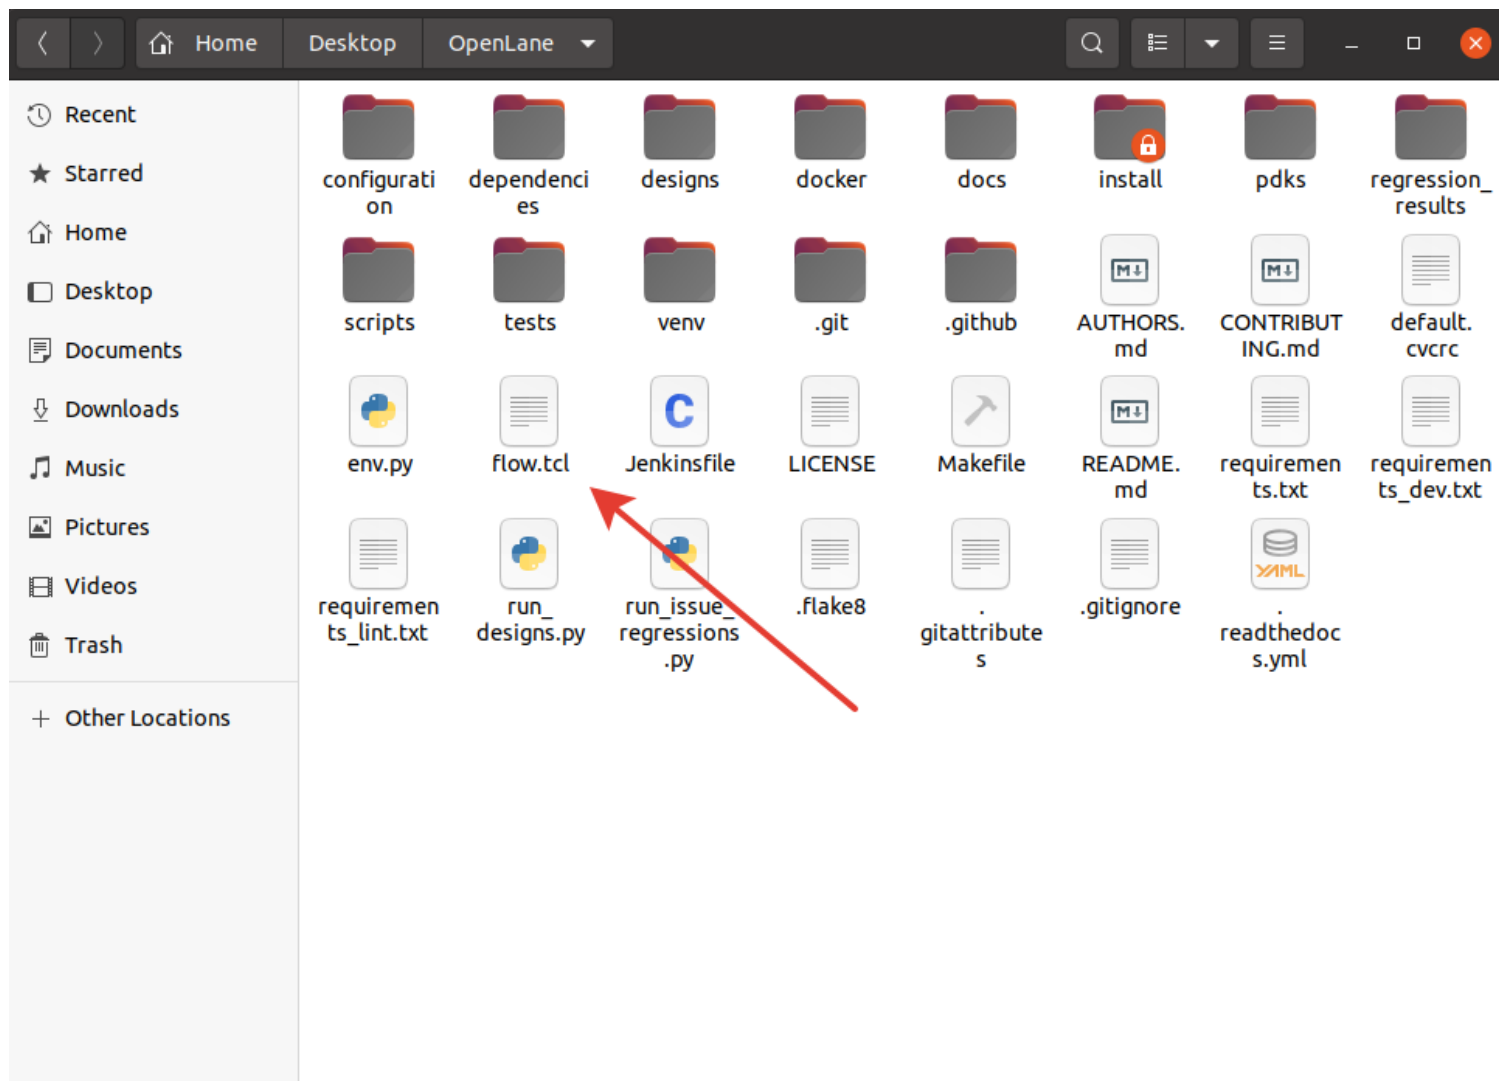 Home Desktop OpenLane
Recent
Starred
Home
Desktop
Documents
Downloads
Music
Pictures
Videos
Trash
Other Locations
configurati
on
dependenci
es
designs
docker
docs
install
pdks
regression_
results
scripts
tests
venv
.git
.github
M
AUTHORS.
md
M
CONTRIBUT
ING.md
default.
cvcrc
env.py
flow.tcl
C
Jenkinsfile
LICENSE
Makefile
M
README.
md
requiremen
ts.txt
requiremen
ts_dev.txt
requiremen
ts_lint.txt
run_
designs.py
run_issue_
regressions
.py
.flake8
.
gitattribute
s
.gitignore
YAML
.
readthedoc
s.yml